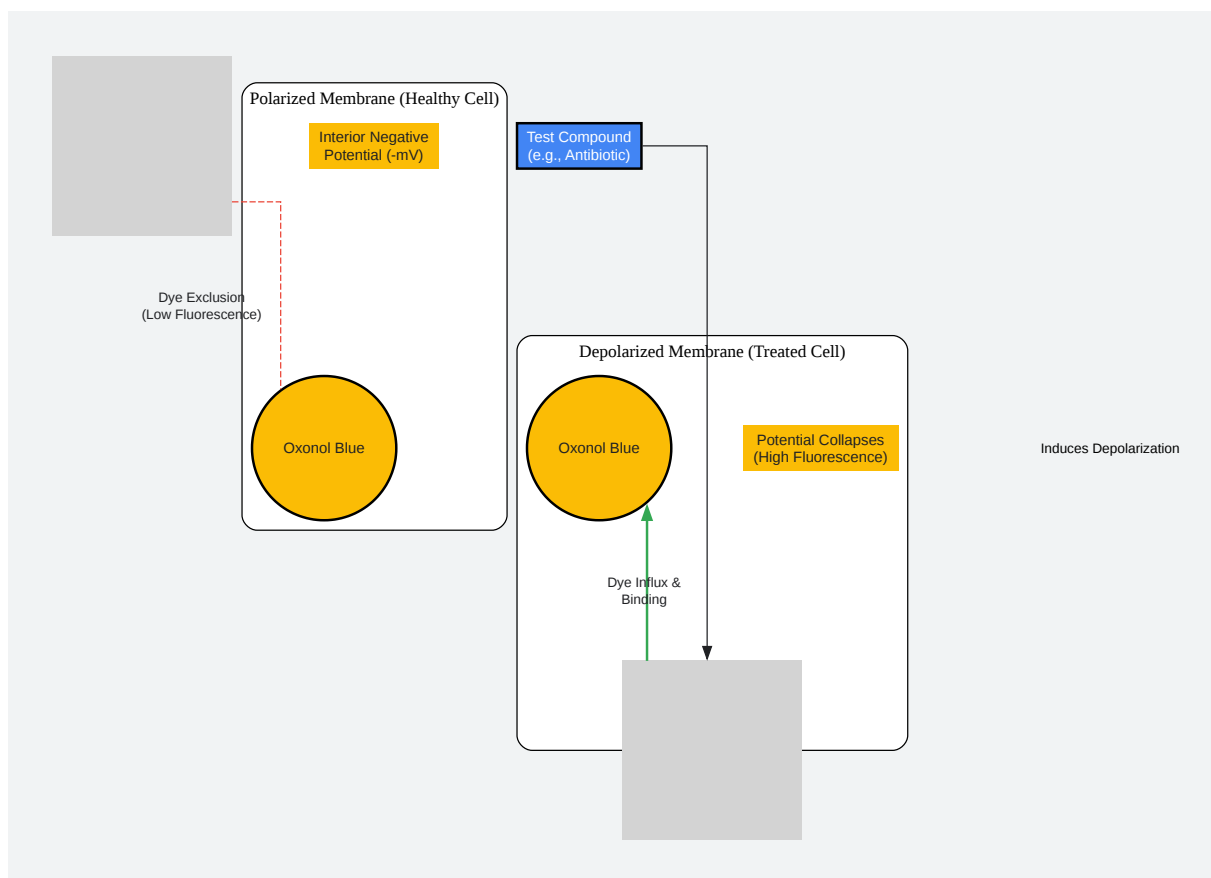 Polarized Membrane (Healthy Cell)
Interior Negative
Potential (-mV)
Test Compound
(e.g., Antibiotic)
Dye Exclusion
(Low Fluorescence)
Oxonol Blue
Depolarized Membrane (Treated Cell)
Oxonol Blue
Potential Collapses
(High Fluorescence)
Induces Depolarization
Dye Influx &
Binding